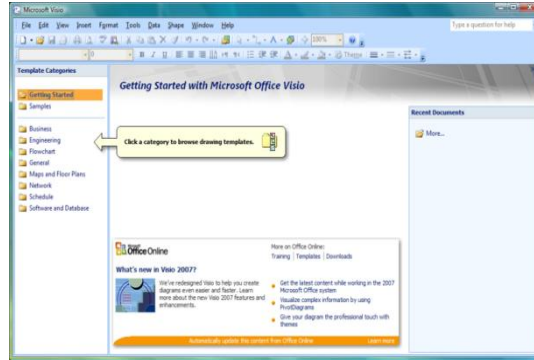 Microsoft Visio
File Edit View Insert Format Tools Data Shape Window Help
Type a question for help
100%
Theme
Template Categories
Getting Started
Samples
Business
Engineering
Flowchart
General
Maps and Floor Plans
Network
Schedule
Software and Database
Getting Started with Microsoft Office Visio
Click a category to browse drawing templates.
Recent Documents
More...
Office Online
More on Office Online:
Training | Templates | Downloads
What's new in Visio 2007?
We've redesigned Visio to help you create
diagrams even easier and faster. Learn
more about the new Visio 2007 features and
enhancements.
Get the latest content while working in the 2007
Microsoft Office system
Visualize complex information by using
PivotDiagrams
Give your diagram the professional touch with
themes
Automatically update this content from Office Online
Learn more